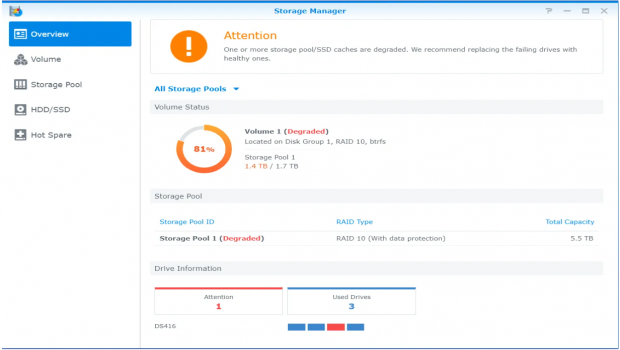 Storage Manager
Overview
Volume
Storage Pool
HDD/SSD
Hot Spare
Attention
One or more storage pool/SSD caches are degraded. We recommend replacing the failing drives with
healthy ones.
All Storage Pools
Volume Status
81%
Volume 1 (Degraded)
Located on Disk Group 1, RAID 10, btrfs
Storage Pool 1
1.4 TB / 1.7 TB
Storage Pool
Storage Pool ID RAID Type Total Capacity
Storage Pool 1 (Degraded) RAID 10 (With data protection) 5.5 TB
Drive Information
Attention Used Drives
1 3
DS416